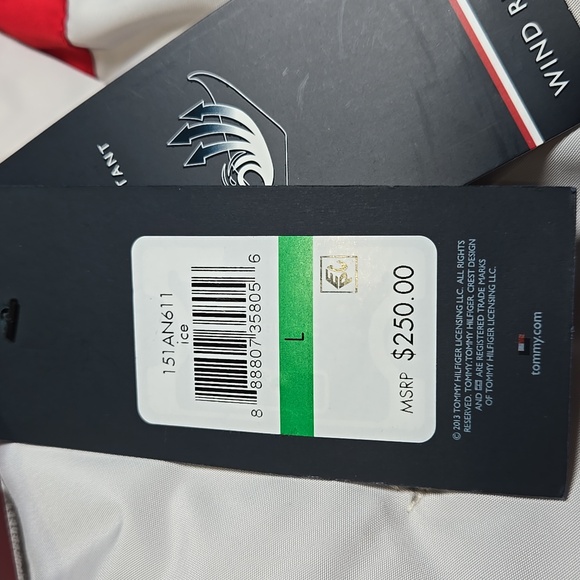 WIND R
TANT
151AN611
ice
8 88807 35805 6
L
MSRP $250.00
© 2013 TOMMY HILFIGER LICENSING LLC. ALL RIGHTS
RESERVED. TOMMY,TOMMY HILFIGER, CREST DESIGN
AND ARE REGISTERED TRADE MARKS
OF TOMMY HILFIGER LICENSING LLC.
tommy.com